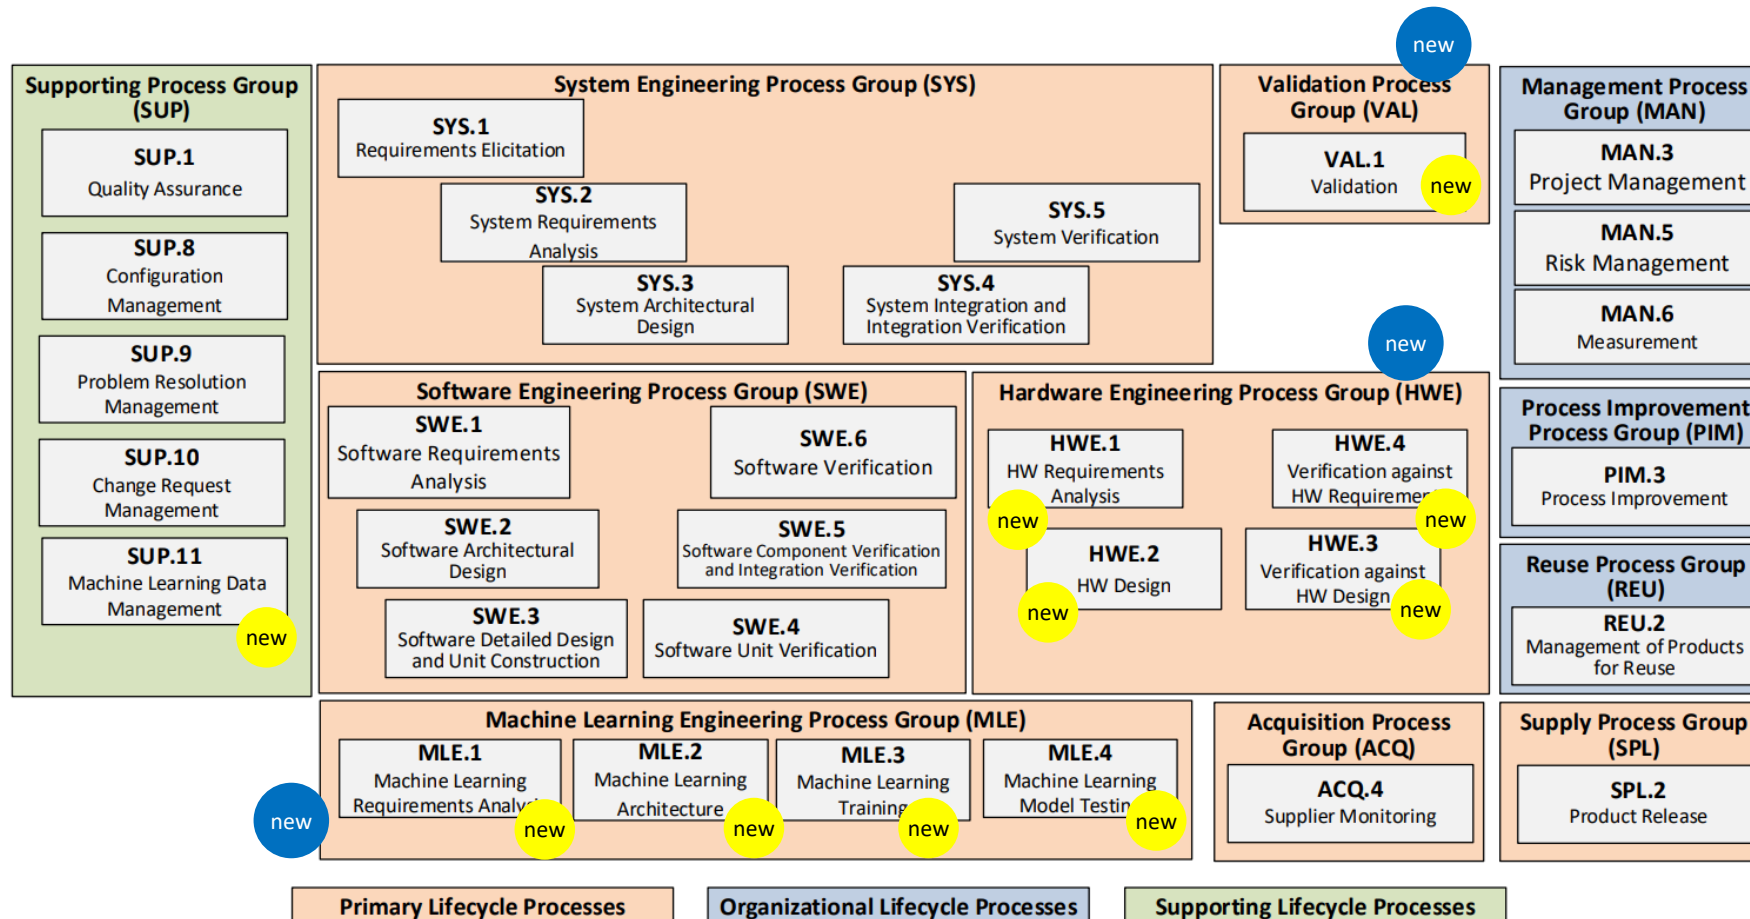 new
Supporting Process Group
(SUP)
SUP.1
Quality Assurance
SUP.8
Configuration
Management
SUP.9
Problem Resolution
Management
SUP.10
Change Request
Management
SUP.11
Machine Learning Data
Management
new
System Engineering Process Group (SYS)
SYS.1
Requirements Elicitation
SYS.2
System Requirements
Analysis
SYS.3
System Architectural
Design
SYS.5
System Verification
SYS.4
System Integration and
Integration Verification
Validation Process
Group (VAL)
VAL.1
Validation
new
Management Process
Group (MAN)
MAN.3
Project Management
MAN.5
Risk Management
MAN.6
Measurement
Software Engineering Process Group (SWE)
SWE.1
Software Requirements
Analysis
SWE.2
Software Architectural
Design
SWE.3
Software Detailed Design
and Unit Construction
SWE.6
Software Verification
SWE.5
Software Component Verification
and Integration Verification
SWE.4
Software Unit Verification
new
Hardware Engineering Process Group (HWE)
HWE.1
HW Requirements
Analysis
new
HWE.2
HW Design
new
HWE.4
Verification against
HW Requirement
new
HWE.3
Verification against
HW Design
new
Process Improvement
Process Group (PIM)
PIM.3
Process Improvement
Reuse Process Group
(REU)
REU.2
Management of Products
for Reuse
new
Machine Learning Engineering Process Group (MLE)
MLE.1
Machine Learning
Requirements Analys
new
MLE.2
Machine Learning
Architecture
new
MLE.3
Machine Learning
Training
new
MLE.4
Machine Learning
Model Testin
new
Acquisition Process
Group (ACQ)
ACQ.4
Supplier Monitoring
Supply Process Group
(SPL)
SPL.2
Product Release
Primary Lifecycle Processes
Organizational Lifecycle Processes
Supporting Lifecycle Processes